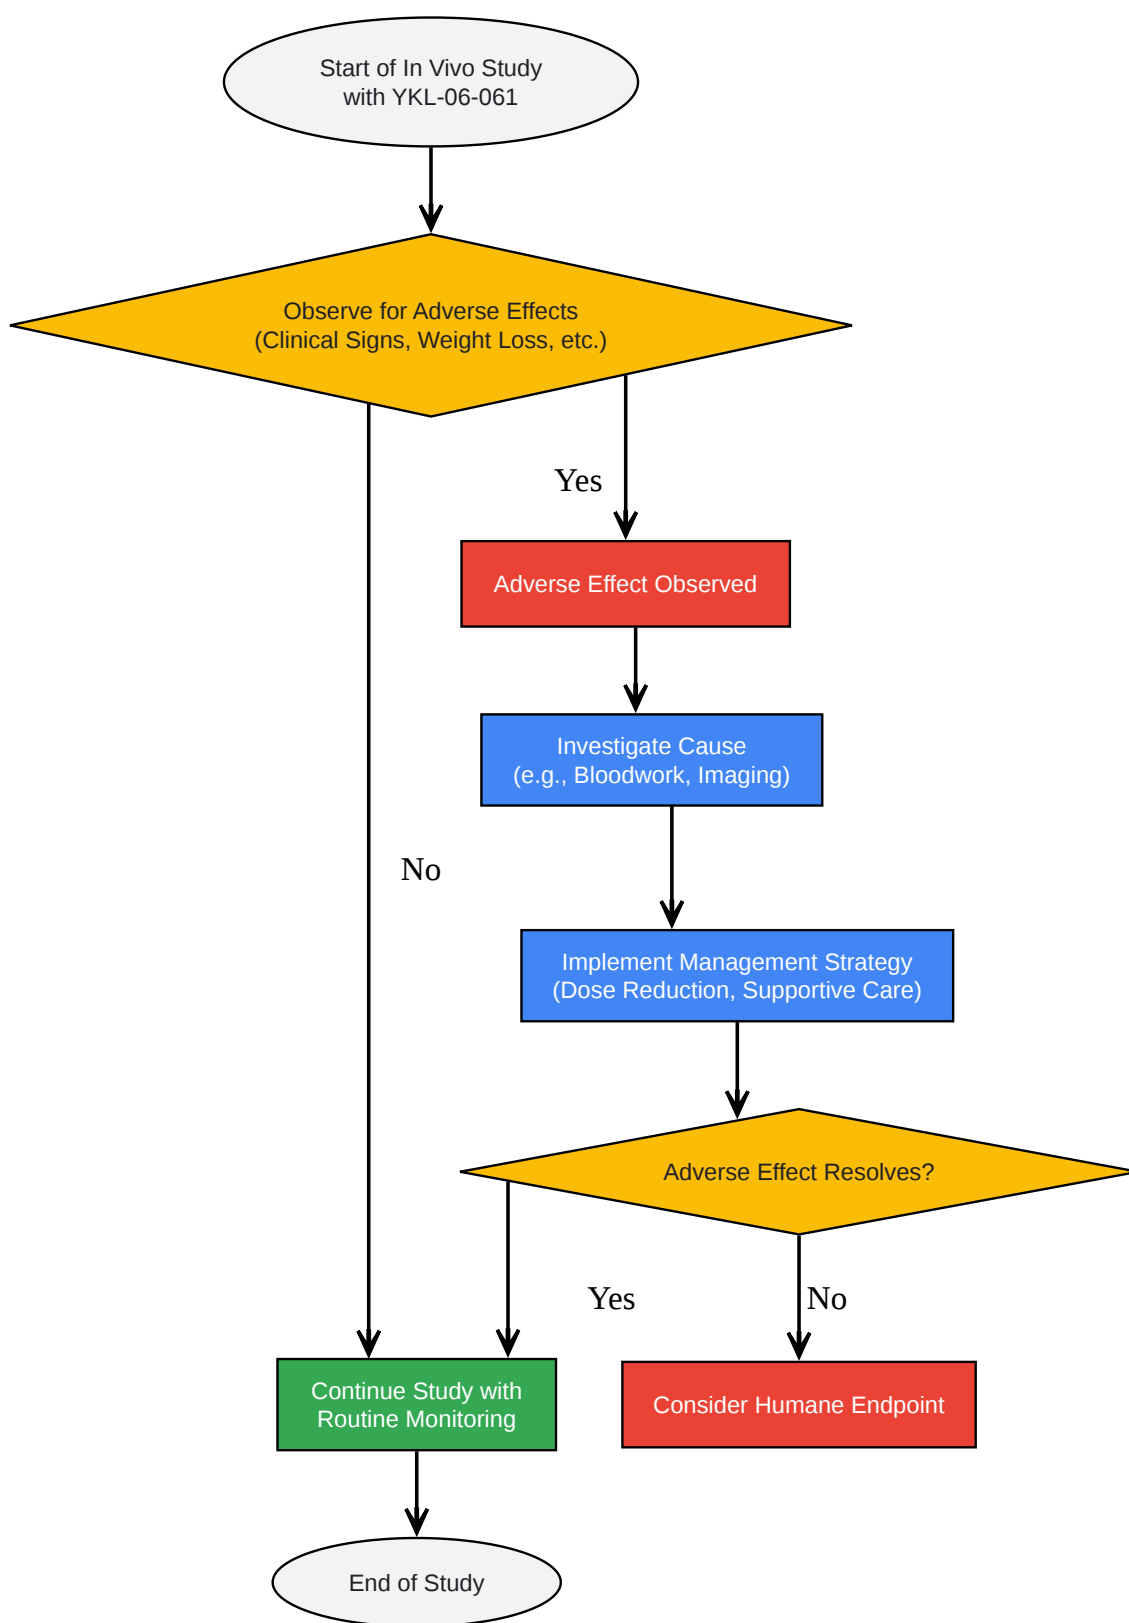 Start of In Vivo Study
with YKL-06-061
Observe for Adverse Effects
(Clinical Signs, Weight Loss, etc.)
Yes
Adverse Effect Observed
Investigate Cause
(e.g., Bloodwork, Imaging)
No
Implement Management Strategy
(Dose Reduction, Supportive Care)
Adverse Effect Resolves?
Yes
No
Continue Study with
Routine Monitoring
Consider Humane Endpoint
End of Study